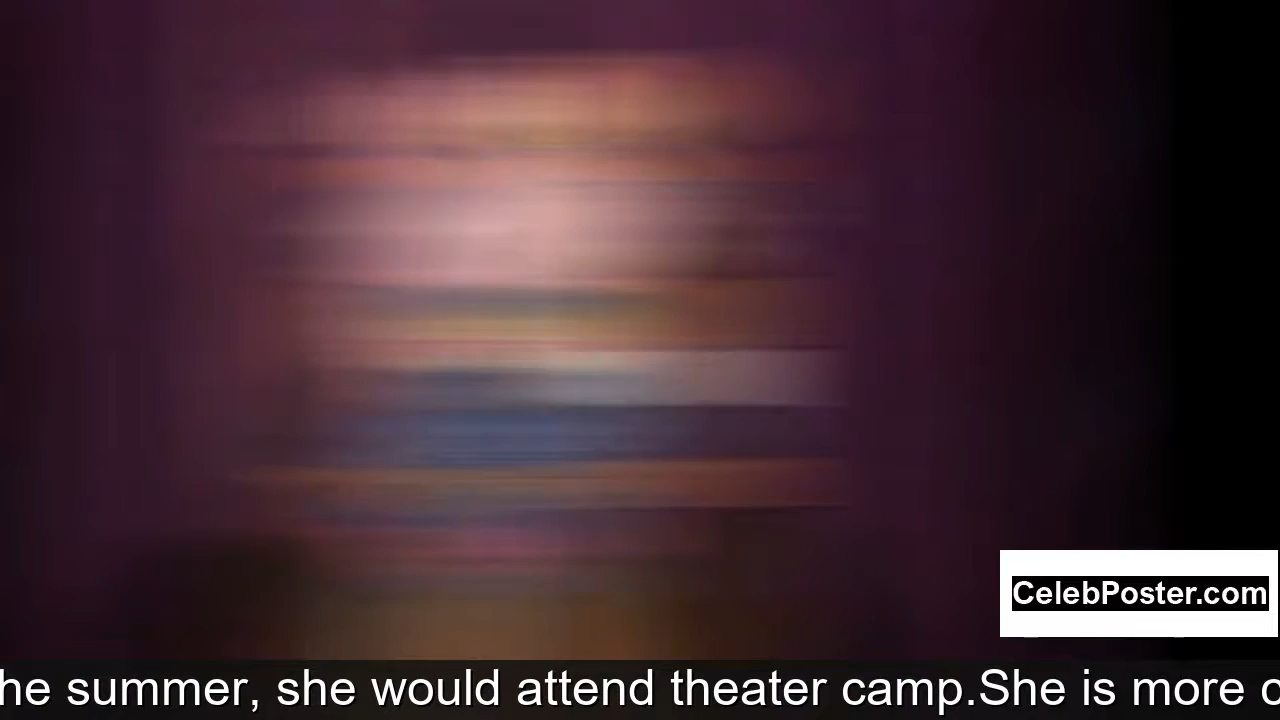 CelebPoster.com
he summer, she would attend theater camp.She is more